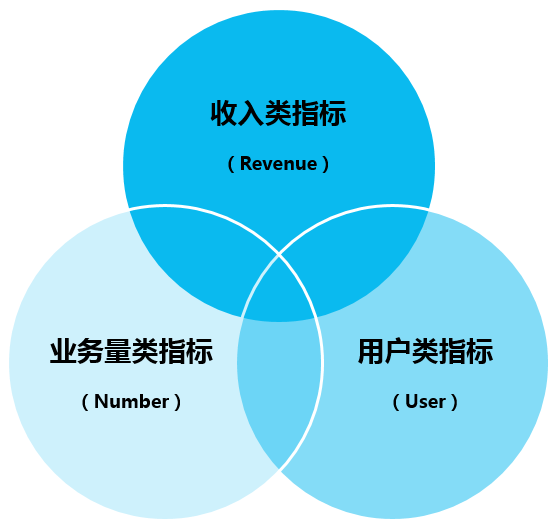 收入类指标
（Revenue）
业务量类指标
（Number）
用户类指标
（User）